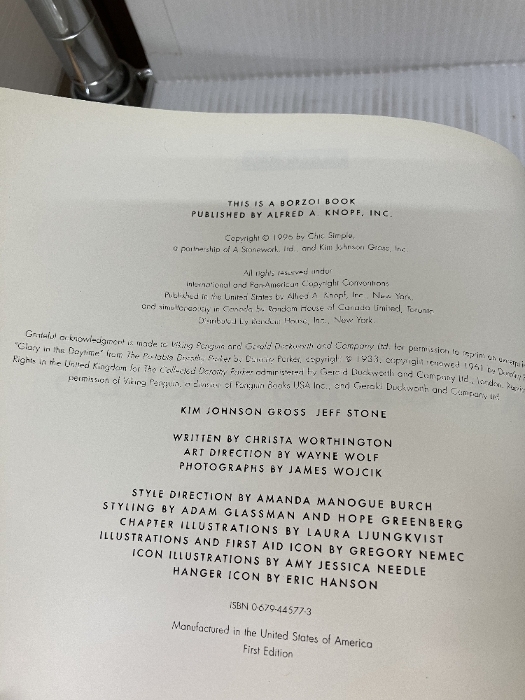 THIS IS A BORZOI BOOK
PUBLISHED BY ALFRED A. KNOPF, INC.
Copyright © 1996 by Chic Simple,
a partnership of A Stonework, Ltd., and Kim Johnson Gross, Inc.
All rights reserved under
International and Pan-American Copyright Conventions.
Published in the United States by Alfred A. Knopf, Inc., New York,
and simultaneously in Canada by Random House of Canada Limited, Toronto.
Distributed by Random House, Inc., New York.
Grateful acknowledgment is made to Viking Penguin and Gerald Duckworth and Company Ltd. for permission to reprint an excerpt
"Glory in the Daytime" from The Portable Dorothy Parker by Dorothy Parker, copyright © 1933, copyright renewed 1961 by Dorothy
Rights in the United Kingdom for The Collected Dorothy Parker administered by Gerald Duckworth and Company Ltd., London.
permission of Viking Penguin, a division of Penguin Books USA Inc., and Gerald Duckworth and Company Ltd.
KIM JOHNSON GROSS JEFF STONE
WRITTEN BY CHRISTA WORTHINGTON
ART DIRECTION BY WAYNE WOLF
PHOTOGRAPHS BY JAMES WOJCIK
STYLE DIRECTION BY AMANDA MANOGUE BURCH
STYLING BY ADAM GLASSMAN AND HOPE GREENBERG
CHAPTER ILLUSTRATIONS BY LAURA LJUNGKVIST
ILLUSTRATIONS AND FIRST AID ICON BY GREGORY NEMEC
ICON ILLUSTRATIONS BY AMY JESSICA NEEDLE
HANGER ICON BY ERIC HANSON
ISBN 0-679-44577-3
Manufactured in the United States of America
First Edition